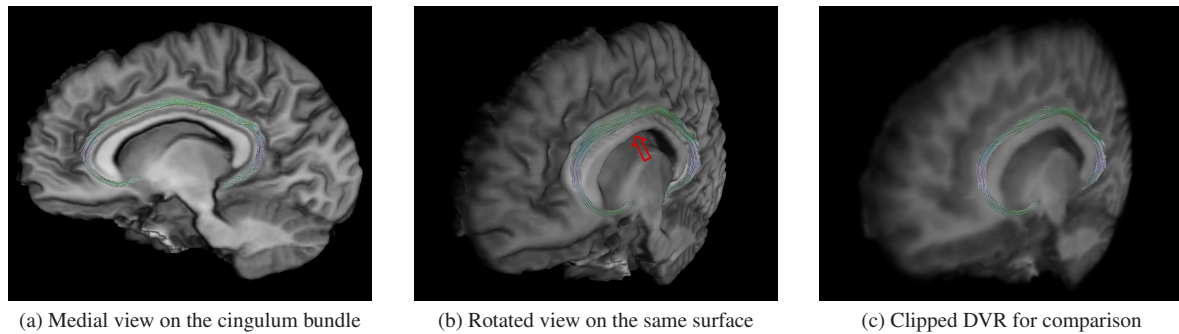 (a) Medial view on the cingulum bundle
(b) Rotated view on the same surface
(c) Clipped DVR for comparison